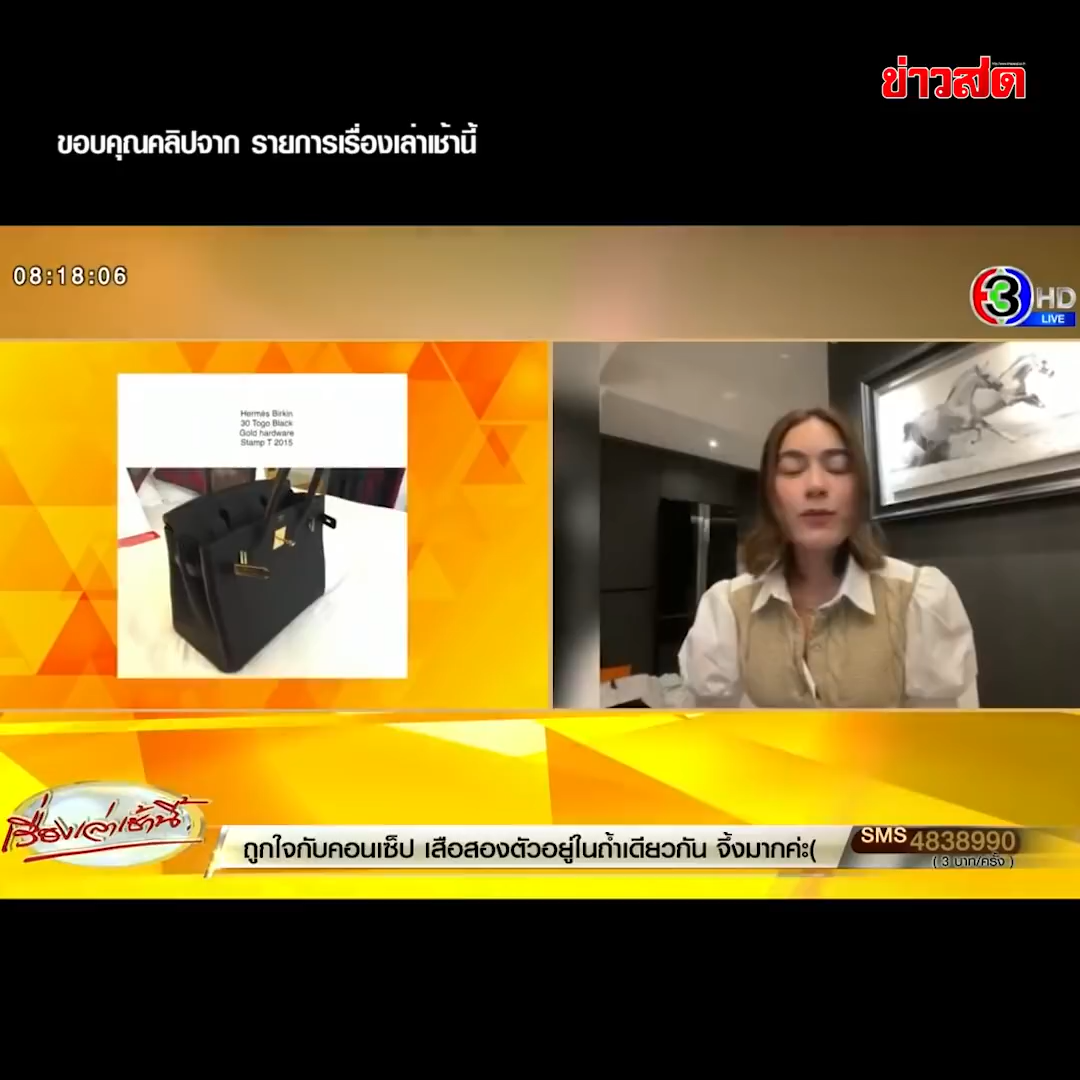 ข่าวสด
ขอบคุณคลิปจาก รายการเรื่องเล่าเช้านี้
08:18:06
3 HD
LIVE
Hermès Birkin
30 Togo Black
Gold hardware
Stamp T 2015
เรื่องเล่าเช้านี้
ถูกใจกับคอนเซ็ป เสือสองตัวอยู่ในถ้ำเดียวกัน จึ้งมากค่ะ(
SMS 4838990
( 3 บาท/ครั้ง )